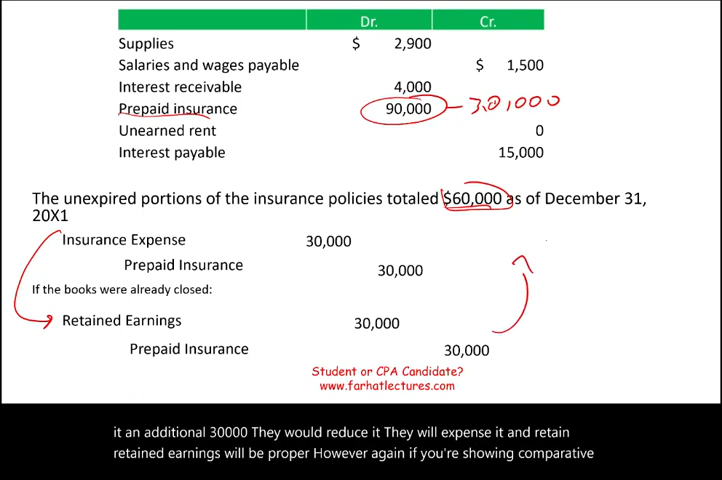 Dr. Cr.
Supplies $ 2,900
Salaries and wages payable $ 1,500
Interest receivable 4,000
Prepaid insurance 90,000 – 30,000
Unearned rent 0
Interest payable 15,000
The unexpired portions of the insurance policies totaled $60,000 as of December 31,
20X1
Insurance Expense 30,000
Prepaid Insurance 30,000
If the books were already closed:
Retained Earnings 30,000
Prepaid Insurance 30,000
Student or CPA Candidate?
www.farhatlectures.com
it an additional 30000 They would reduce it They will expense it and retain
retained earnings will be proper However again if you're showing comparative